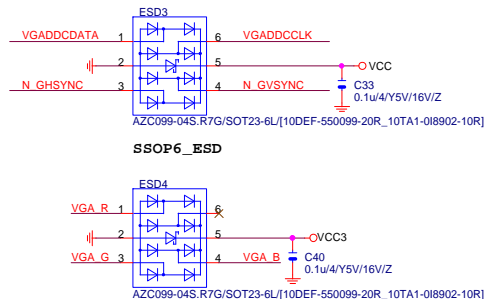 ESD3
VGADDCDATA 1 6 VGADDCCLK
2 5 VCC
N_GHSYNC 3 4 N_GVSYNC
C33
0.1u/4/Y5V/16V/Z
AZC099-04S.R7G/SOT23-6L/[10DEF-550099-20R_10TA1-0I8902-10R]
SSOP6_ESD
ESD4
VGA_R 1 6
2 5 VCC3
VGA_G 3 4 VGA_B
C40
0.1u/4/Y5V/16V/Z
AZC099-04S.R7G/SOT23-6L/[10DEF-550099-20R_10TA1-0I8902-10R]